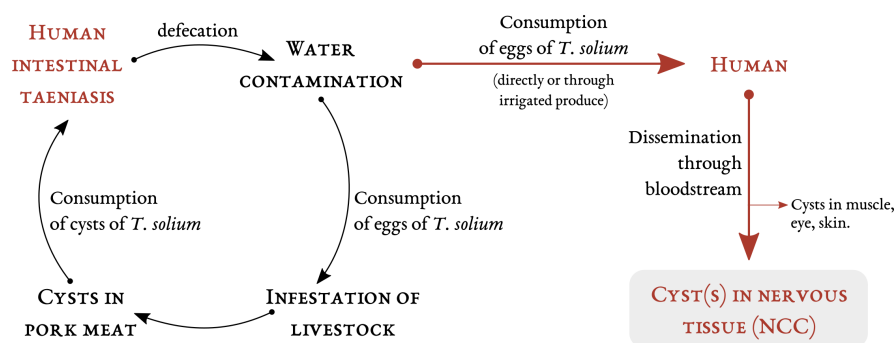 Human
intestinal
taeniasis
defecation
Water
contamination
Consumption
of eggs of T. solium
(directly or through
irrigated produce)
Human
Dissemination
through
bloodstream
Cysts in muscle,
eye, skin.
Consumption
of cysts of T. solium
Consumption
of eggs of T. solium
Cysts in
pork meat
Infestation of
livestock
Cyst(s) in nervous
tissue (NCC)